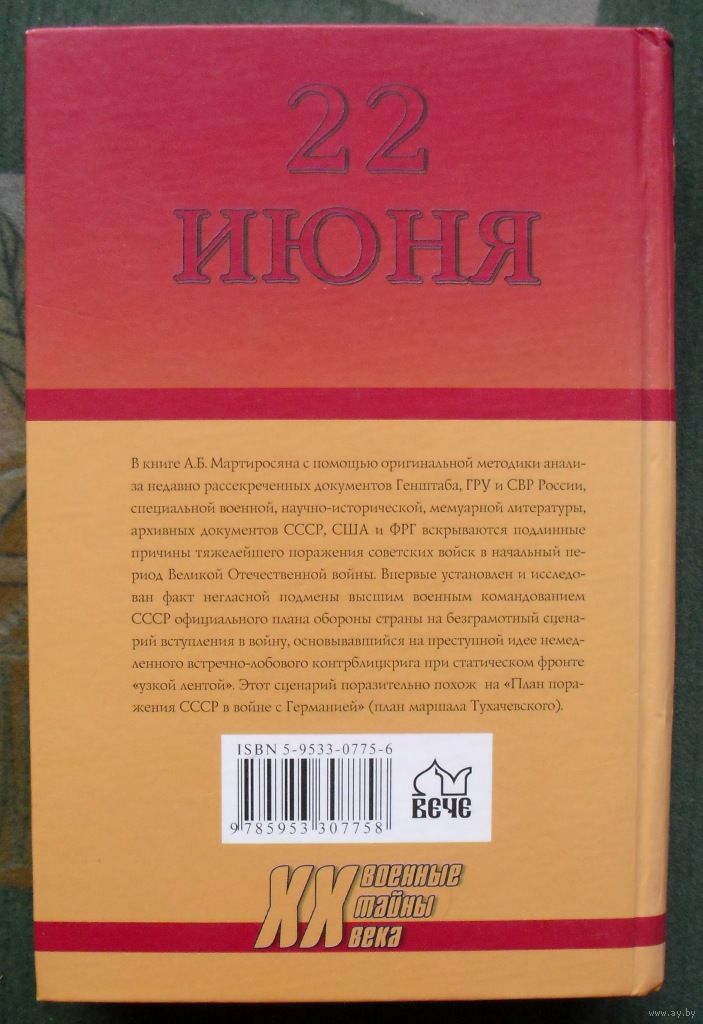 22
ИЮНЯ
В книге А.Б. Мартиросяна с помощью оригинальной методики анали-
за недавно рассекреченных документов Генштаба, ГРУ и СВР России,
специальной военной, научно-исторической, мемуарной литературы,
архивных документов СССР, США и ФРГ вскрываются подлинные
причины тяжелейшего поражения советских войск в начальный пе-
риод Великой Отечественной войны. Впервые установлен и исследо-
ван факт негласной подмены высшим военным командованием
СССР официального плана обороны страны на безграмотный сцена-
рий вступления в войну, основывавшийся на преступной идее немед-
ленного встречно-лобового контрблицкрига при статическом фронте
«узкой лентой». Этот сценарий поразительно похож на «План пора-
жения СССР в войне с Германией» (план маршала Тухачевского).
ISBN 5-9533-0775-6
9 785953 307758
ВЕЧЕ
XX
военные
тайны
века
www.ay.by